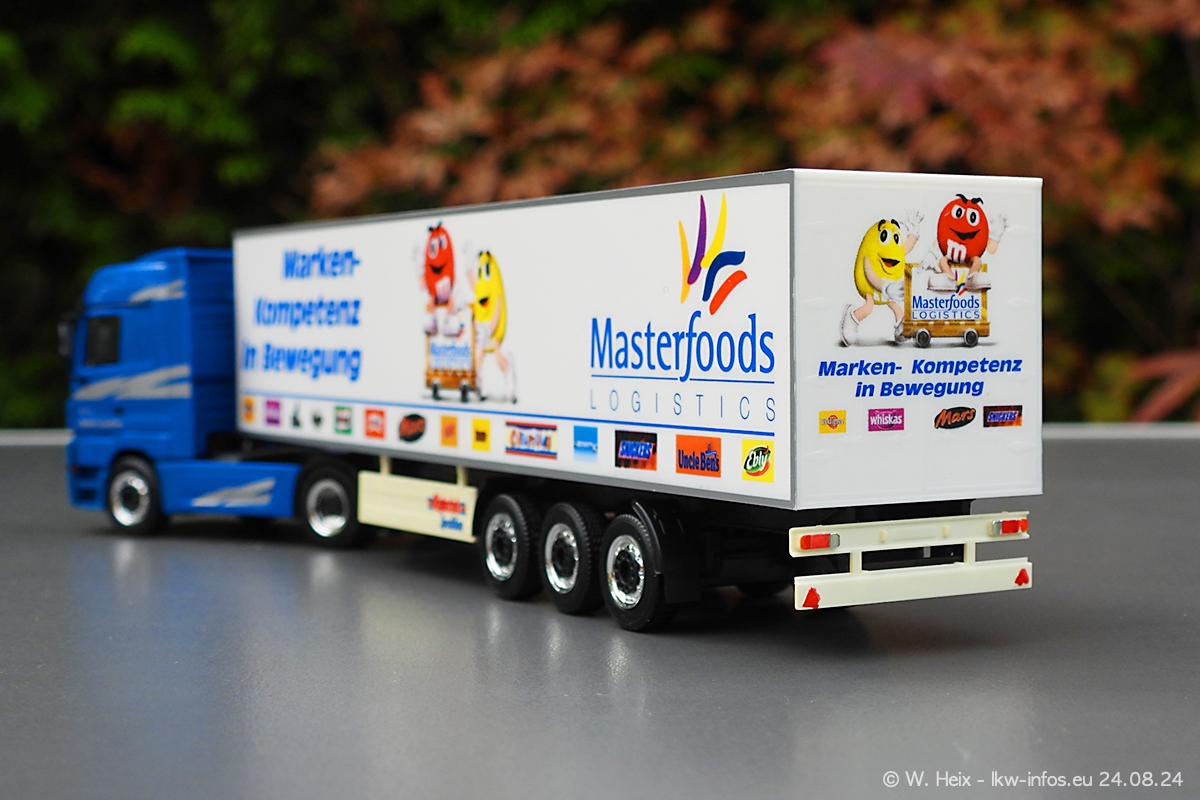 Marken-
Kompetenz
in Bewegung
Masterfoods
LOGISTICS
m
Masterfoods
LOGISTICS
Marken- Kompetenz
in Bewegung
whiskas
Mars
SNICKERS
Mars
SNICKERS
UNCLE BEN'S
Ebly
© W. Heix - lkw-infos.eu 24.08.24